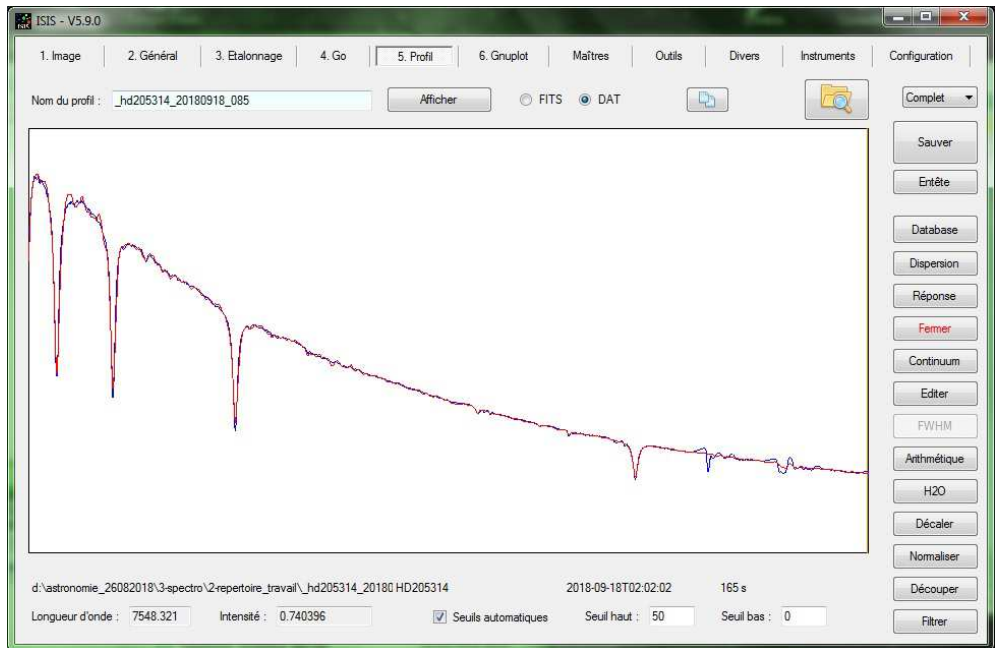 ISIS - V5.9.0
1. Image 2. Général 3. Etalonnage 4. Go 5. Profil 6. Gnuplot Maîtres Outils Divers Instruments Configuration
Nom du profil : _hd205314_20180918_085 Afficher FITS DAT Complet
Sauver
Entête
Database
Dispersion
Réponse
Fermer
Continuum
Editer
FWHM
Arithmétique
H2O
Décaler
Normaliser
d:\astronomie_26082018\3-spectro\2-repertoire_travail\_hd205314_20180 HD205314 2018-09-18T02:02:02 165 s Découper
Longueur d'onde : 7548.321 Intensité : 0.740396 Seuils automatiques Seuil haut : 50 Seuil bas : 0 Filtrer